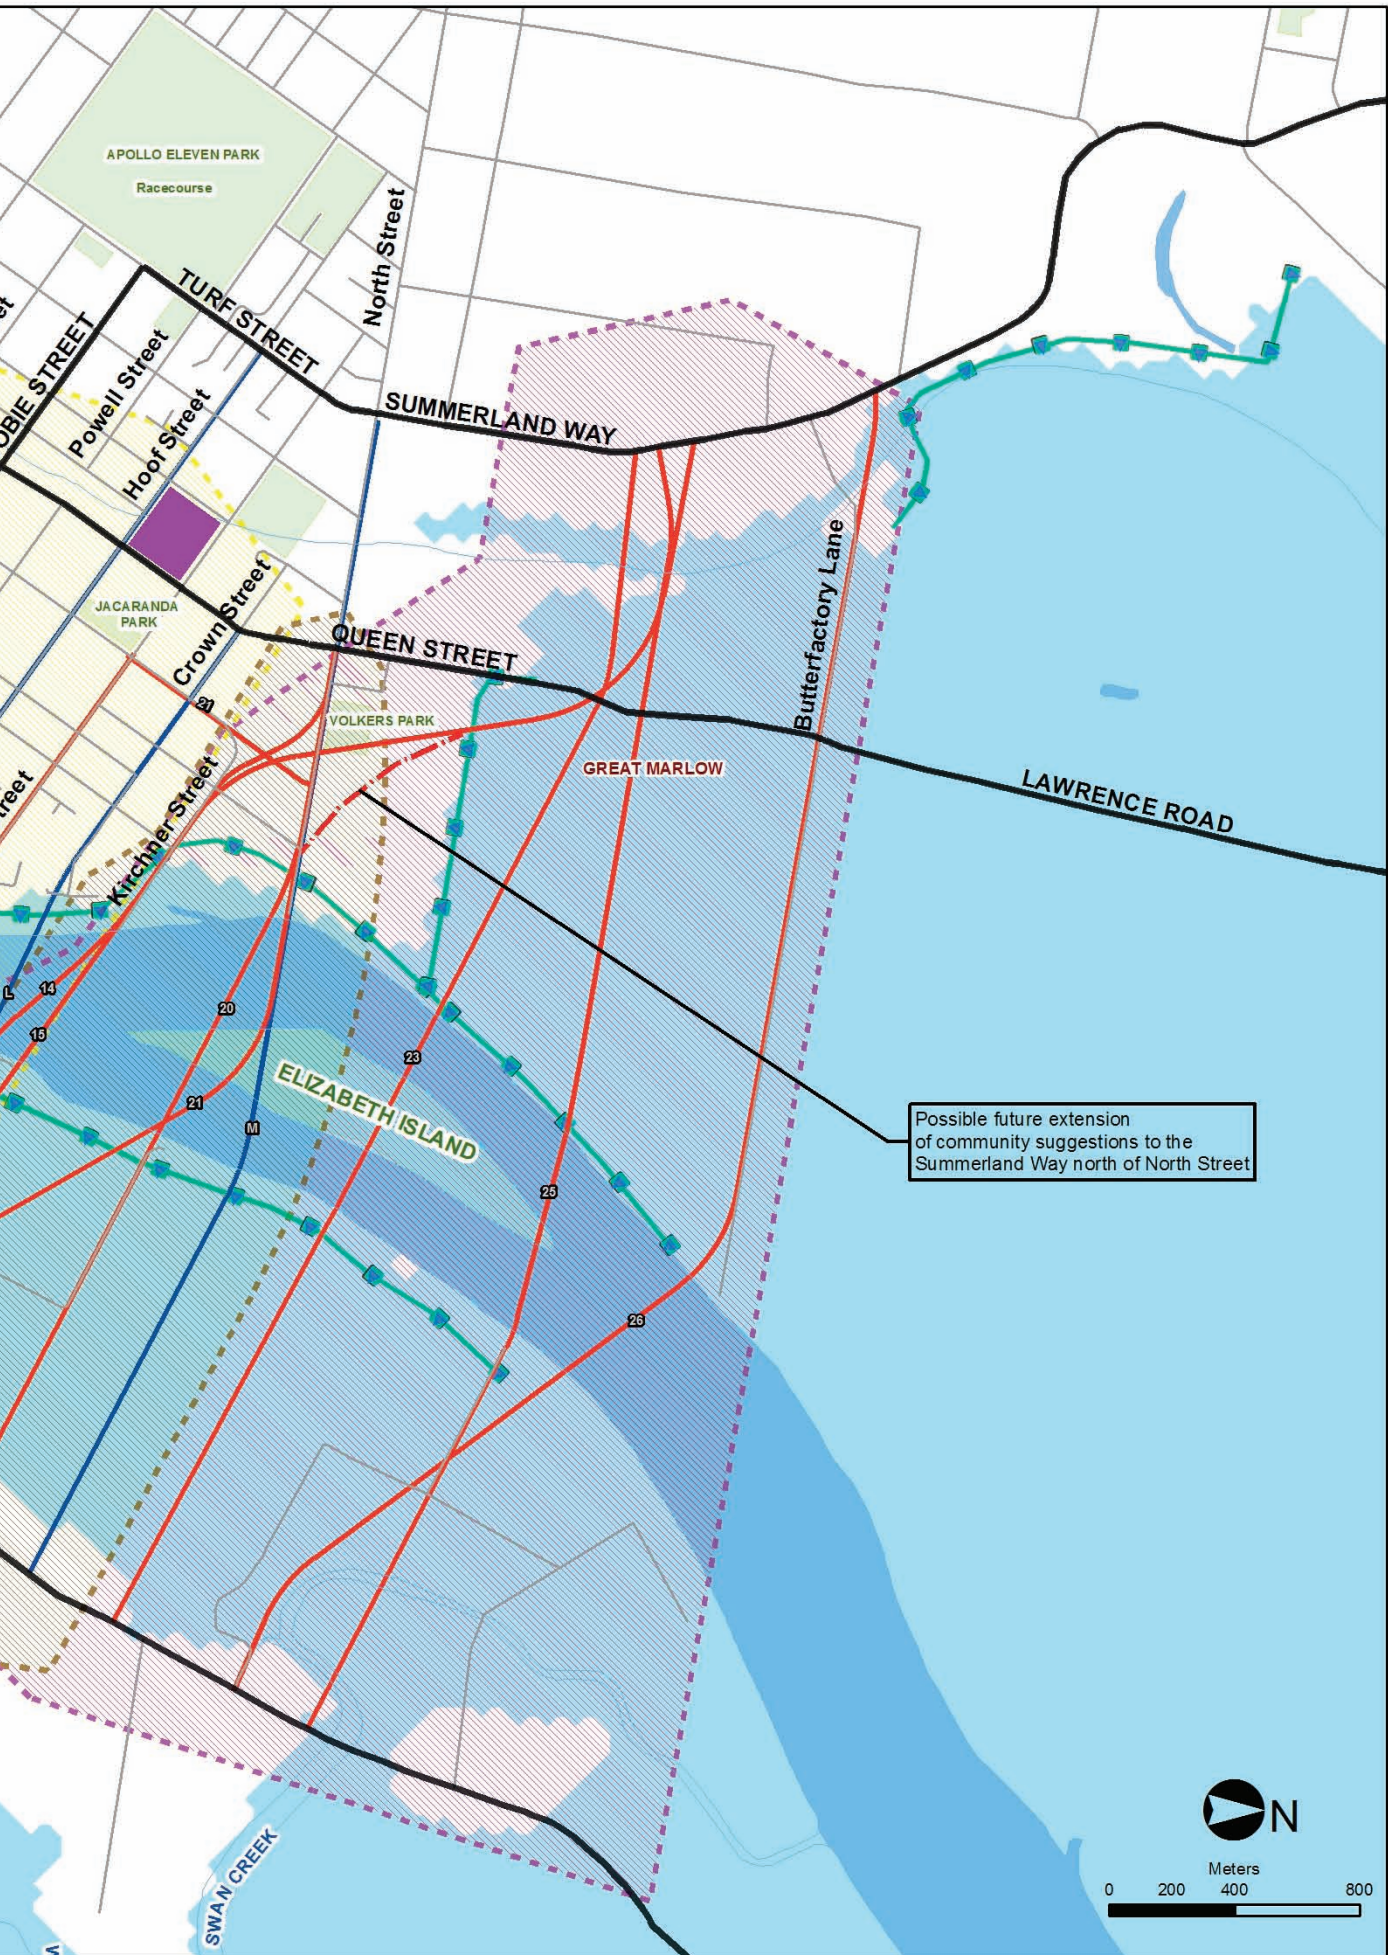 APOLLO ELEVEN PARK
Racecourse
North Street
TURF STREET
OBIE STREET
Powell Street
Hoof Street
SUMMERLAND WAY
Butterfactory Lane
JACARANDA
PARK
Crown Street
QUEEN STREET
21
VOLKERS PARK
GREAT MARLOW
LAWRENCE ROAD
reet
Kirchner Street
L
14
15
20
23
21
M
ELIZABETH ISLAND
25
26
Possible future extension
of community suggestions to the
Summerland Way north of North Street
SWAN CREEK
N
Meters
0 200 400 800